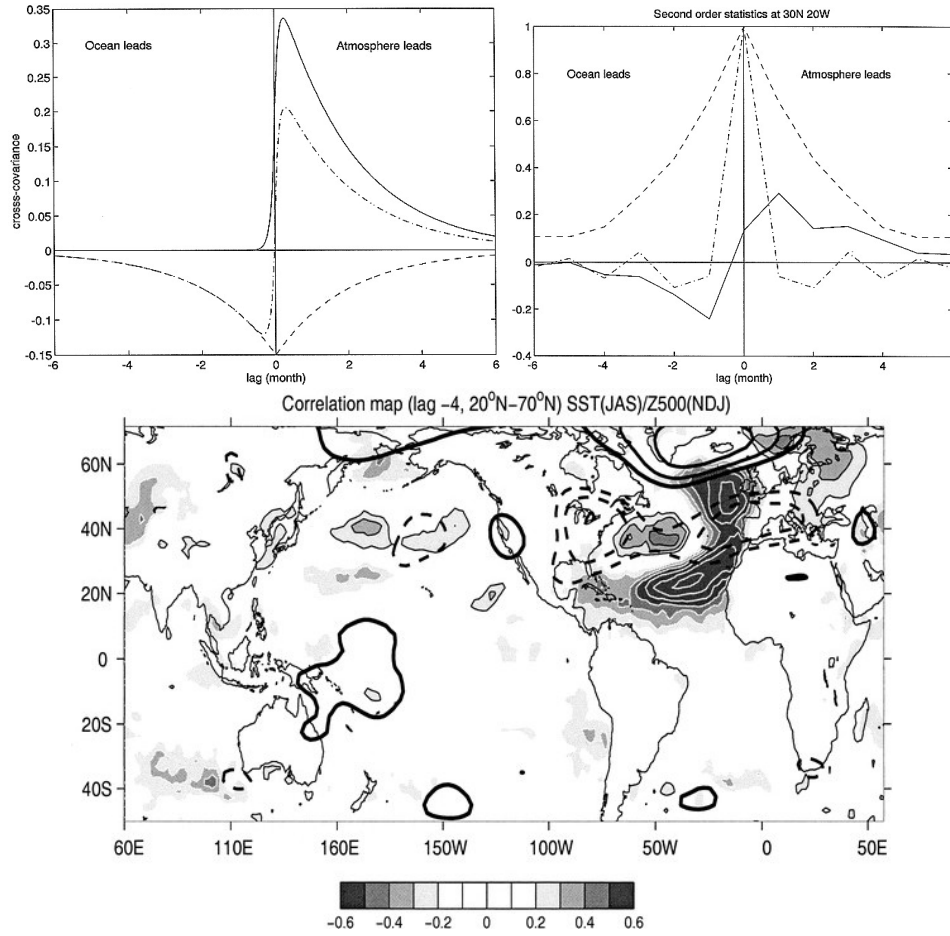 0.35
0.3
0.25
0.2
0.15
0.1
0.05
0
-0.05
-0.1
-0.15
crosss-covariance
Ocean leads
Atmosphere leads
-6
-4
-2
0
2
4
6
lag (month)
Second order statistics at 30N 20W
1
0.8
0.6
0.4
0.2
0
-0.2
-0.4
Ocean leads
Atmosphere leads
-6
-4
-2
0
2
4
lag (month)
Correlation map (lag -4, 20°N-70°N) SST(JAS)/Z500(NDJ)
60N
40N
20N
0
20S
40S
60E
110E
160E
150W
100W
50W
0
50E
-0.6
-0.4
-0.2
0
0.2
0.4
0.6